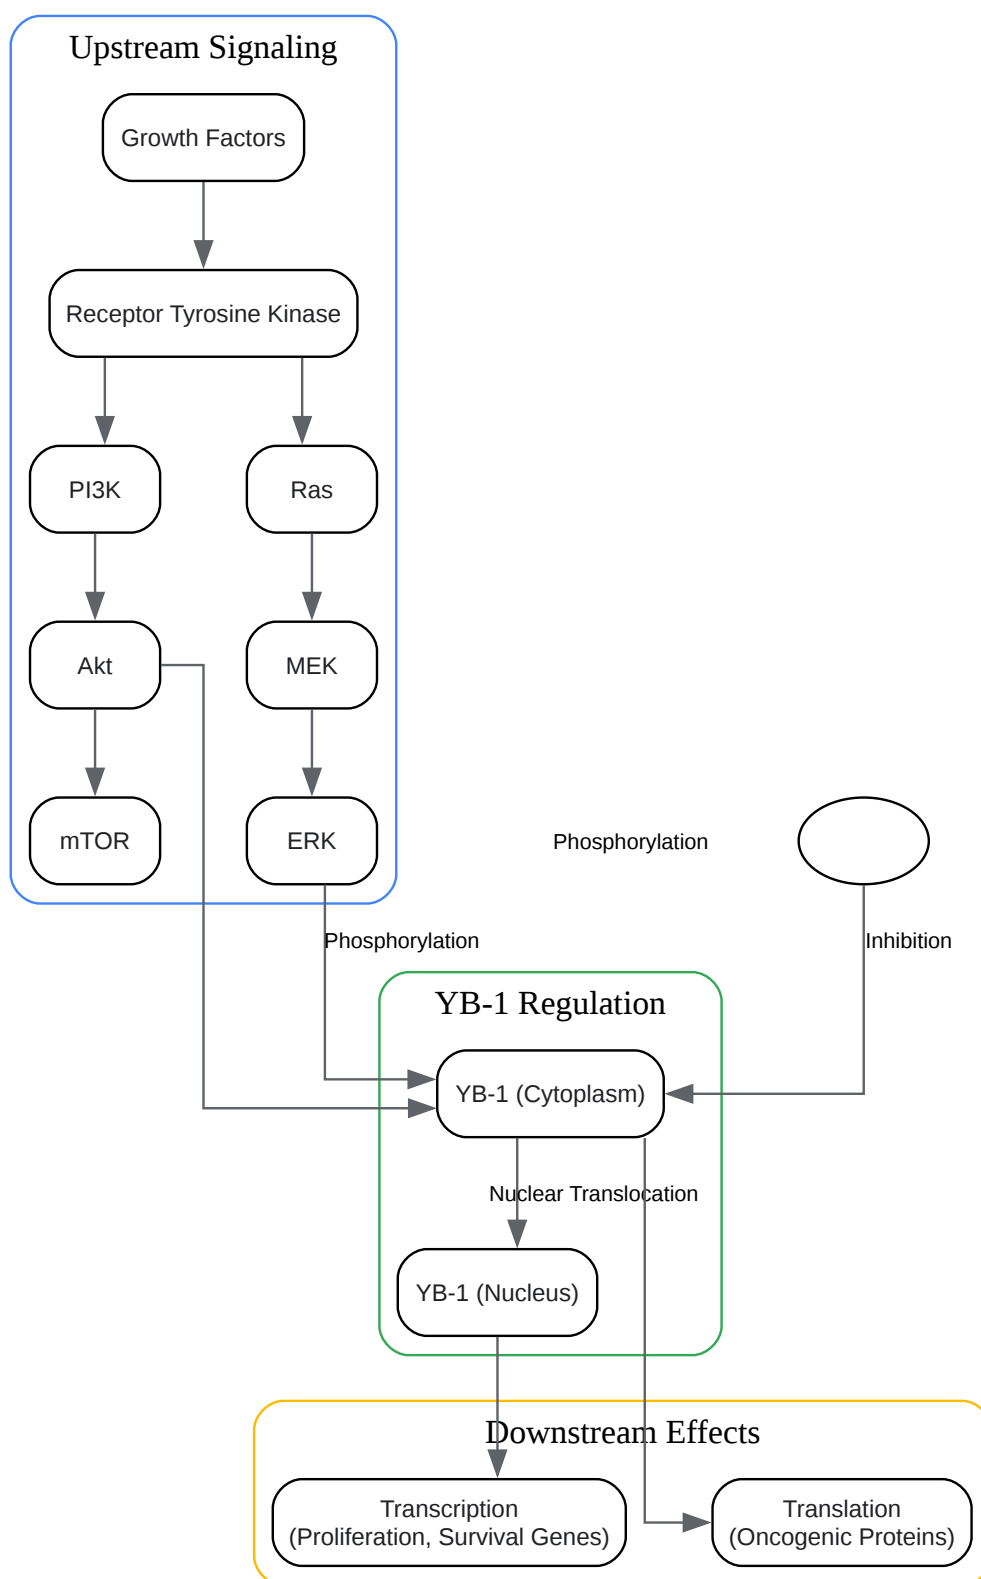 Upstream Signaling
Growth Factors
Receptor Tyrosine Kinase
PI3K
Ras
Akt
MEK
mTOR
ERK
Phosphorylation
Phosphorylation
Inhibition
YB-1 Regulation
YB-1 (Cytoplasm)
Nuclear Translocation
YB-1 (Nucleus)
Downstream Effects
Transcription
(Proliferation, Survival Genes)
Translation
(Oncogenic Proteins)